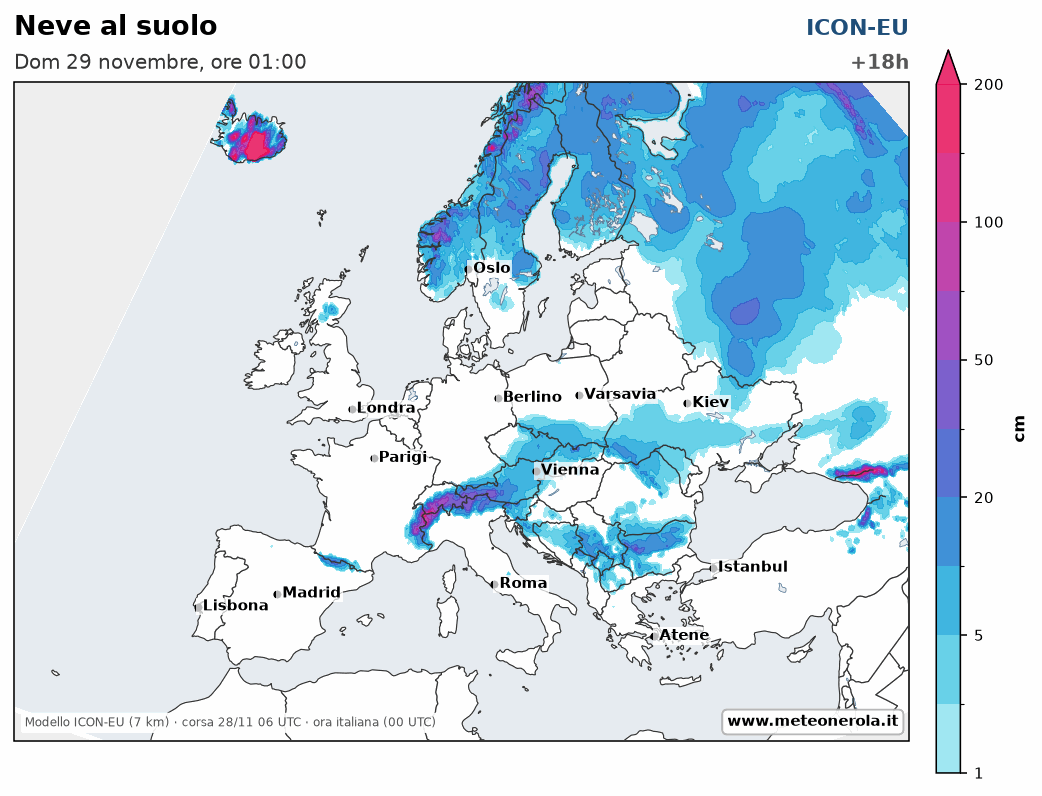 Neve al suolo
ICON-EU
Dom 29 novembre, ore 01:00
+18h
200
100
50
20
5
1
cm
Oslo
Londra
Berlino
Varsavia
Kiev
Parigi
Vienna
Istanbul
Roma
Madrid
Lisbona
Atene
Modello ICON-EU (7 km) · corsa 28/11 06 UTC · ora italiana (00 UTC)
www.meteonerola.it